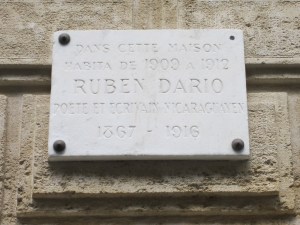 DANS CETTE MAISON
HABITA DE 1909 A 1912
RUBEN DARIO
POETE ET ECRIVAIN NICARAGUAYEN
1867 - 1916